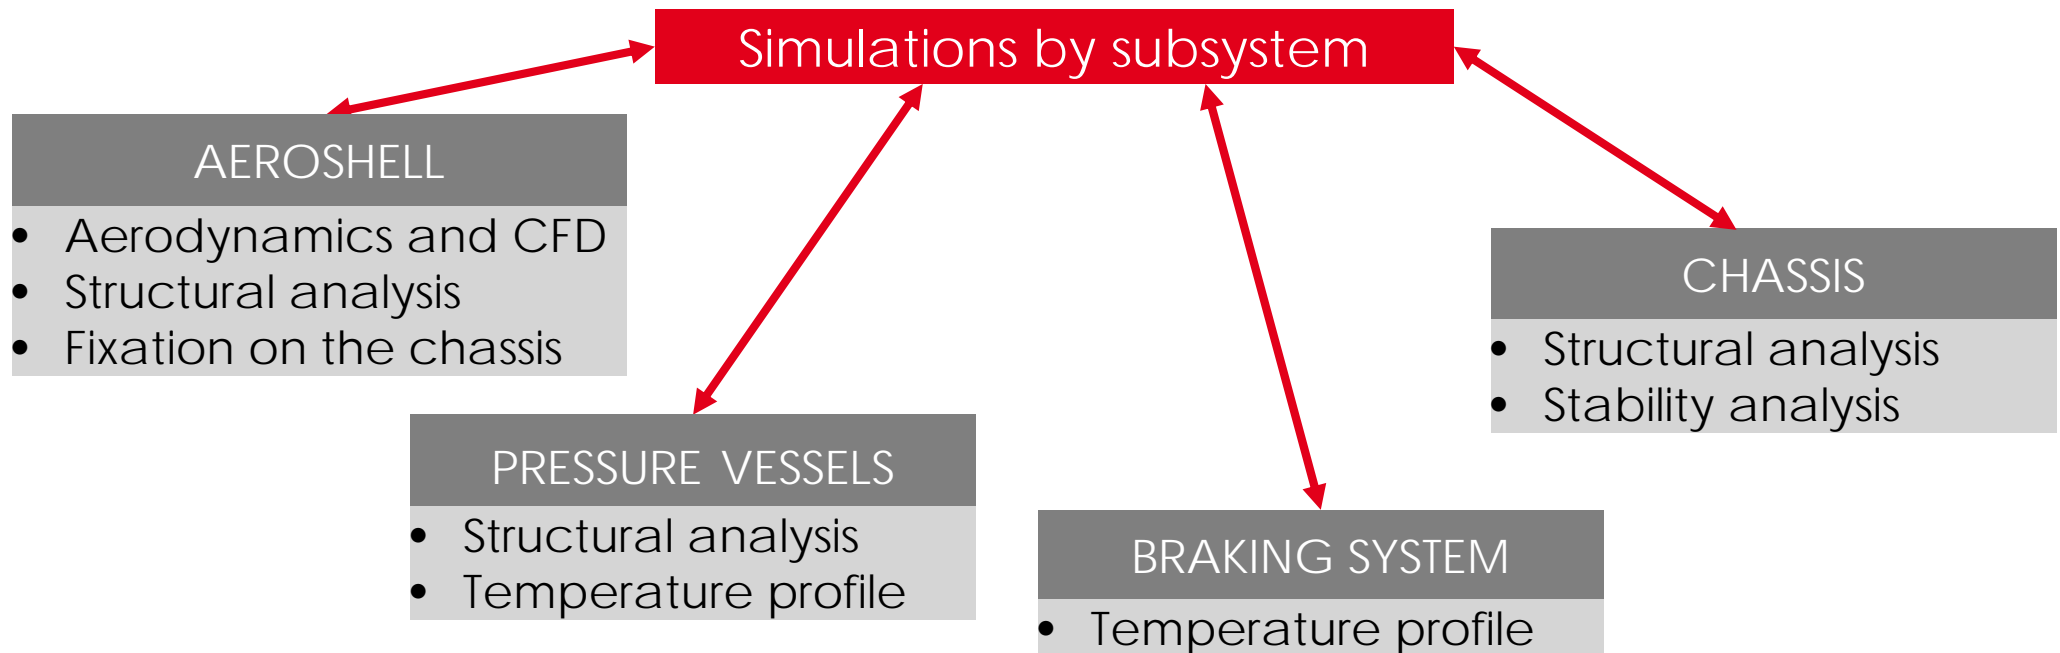 Simulations by subsystem
AEROSHELL
• Aerodynamics and CFD
• Structural analysis
• Fixation on the chassis
PRESSURE VESSELS
• Structural analysis
• Temperature profile
BRAKING SYSTEM
• Temperature profile
CHASSIS
• Structural analysis
• Stability analysis